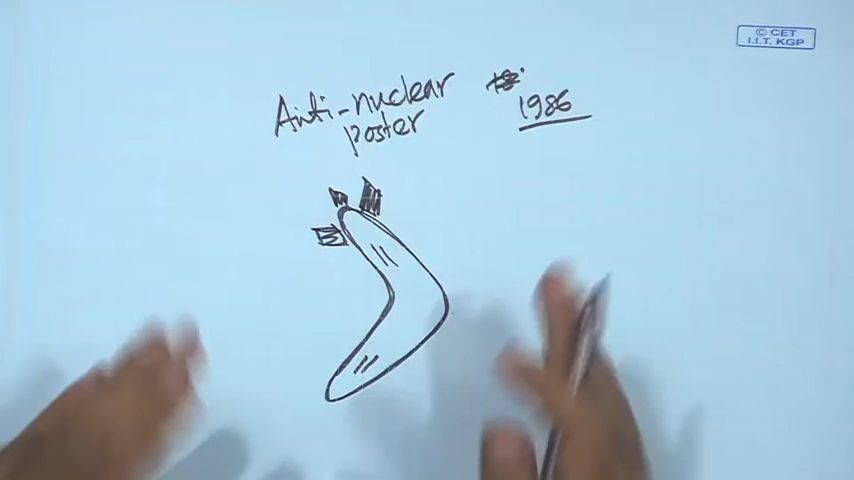 © CET
I.I.T. KGP
Anti-nuclear
poster
1986